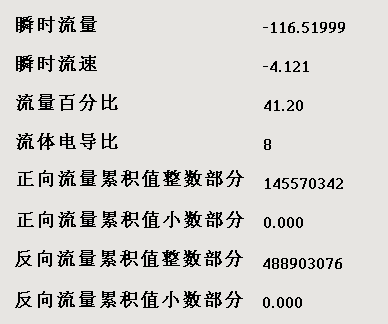 瞬时流量 -116.51999
瞬时流速 -4.121
流量百分比 41.20
流体电导比 8
正向流量累积值整数部分 145570342
正向流量累积值小数部分 0.000
反向流量累积值整数部分 488903076
反向流量累积值小数部分 0.000